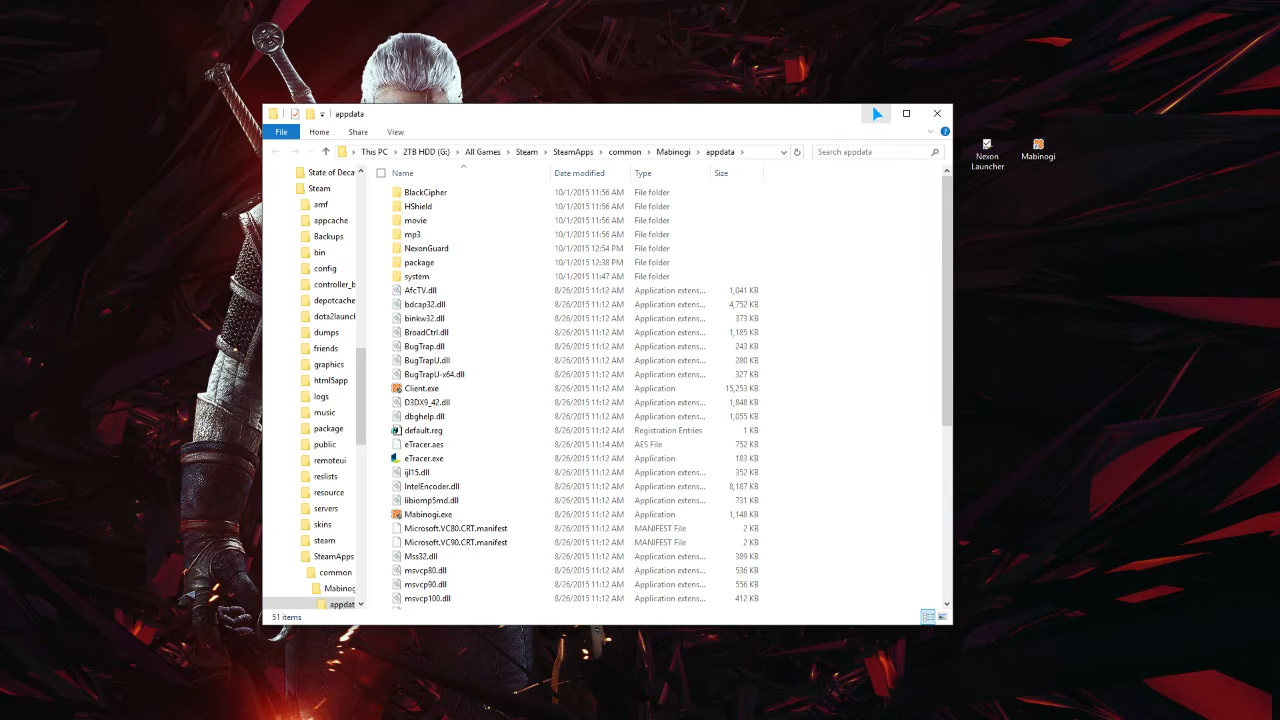 appdata
File Home Share View
This PC 2TB HDD (G:) All Games Steam SteamApps common Mabinogi appdata
Search appdata
Nexon Launcher
Mabinogi
State of Deca
Steam
amf
appcache
Backups
bin
config
controller_b
depotcache
dota2launch
dumps
friends
graphics
html5app
logs
music
package
public
remoteui
reslists
resource
servers
skins
steam
SteamApps
common
Mabinog
appdat
Name Date modified Type Size
BlackCipher 10/1/2015 11:56 AM File folder
HShield 10/1/2015 11:56 AM File folder
movie 10/1/2015 11:56 AM File folder
mp3 10/1/2015 11:56 AM File folder
NexonGuard 10/1/2015 12:54 PM File folder
package 10/1/2015 12:38 PM File folder
system 10/1/2015 11:47 AM File folder
AfcTV.dll 8/26/2015 11:12 AM Application extens... 1,041 KB
bdcap32.dll 8/26/2015 11:12 AM Application extens... 4,752 KB
binkw32.dll 8/26/2015 11:12 AM Application extens... 373 KB
BroadCtrl.dll 8/26/2015 11:12 AM Application extens... 1,185 KB
BugTrap.dll 8/26/2015 11:12 AM Application extens... 243 KB
BugTrapU.dll 8/26/2015 11:12 AM Application extens... 280 KB
BugTrapU-x64.dll 8/26/2015 11:12 AM Application extens... 327 KB
Client.exe 8/26/2015 11:12 AM Application 15,253 KB
D3DX9_42.dll 8/26/2015 11:12 AM Application extens... 1,848 KB
dbghelp.dll 8/26/2015 11:12 AM Application extens... 1,055 KB
default.reg 8/26/2015 11:12 AM Registration Entries 1 KB
eTracer.aes 8/26/2015 11:14 AM AES File 752 KB
eTracer.exe 8/26/2015 11:12 AM Application 183 KB
ijl15.dll 8/26/2015 11:12 AM Application extens... 352 KB
IntelEncoder.dll 8/26/2015 11:12 AM Application extens... 8,187 KB
libiomp5md.dll 8/26/2015 11:12 AM Application extens... 731 KB
Mabinogi.exe 8/26/2015 11:12 AM Application 1,148 KB
Microsoft.VC80.CRT.manifest 8/26/2015 11:12 AM MANIFEST File 2 KB
Microsoft.VC90.CRT.manifest 8/26/2015 11:12 AM MANIFEST File 2 KB
Mss32.dll 8/26/2015 11:12 AM Application extens... 389 KB
msvcp80.dll 8/26/2015 11:12 AM Application extens... 536 KB
msvcp90.dll 8/26/2015 11:12 AM Application extens... 556 KB
msvcp100.dll 8/26/2015 11:12 AM Application extens... 412 KB
51 items